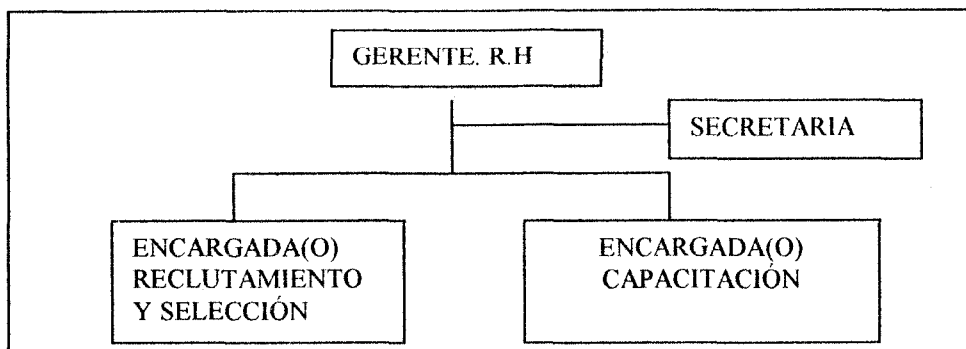 GERENTE. R.H
SECRETARIA
ENCARGADA(O)
RECLUTAMIENTO
Y SELECCIÓN
ENCARGADA(O)
CAPACITACIÓN